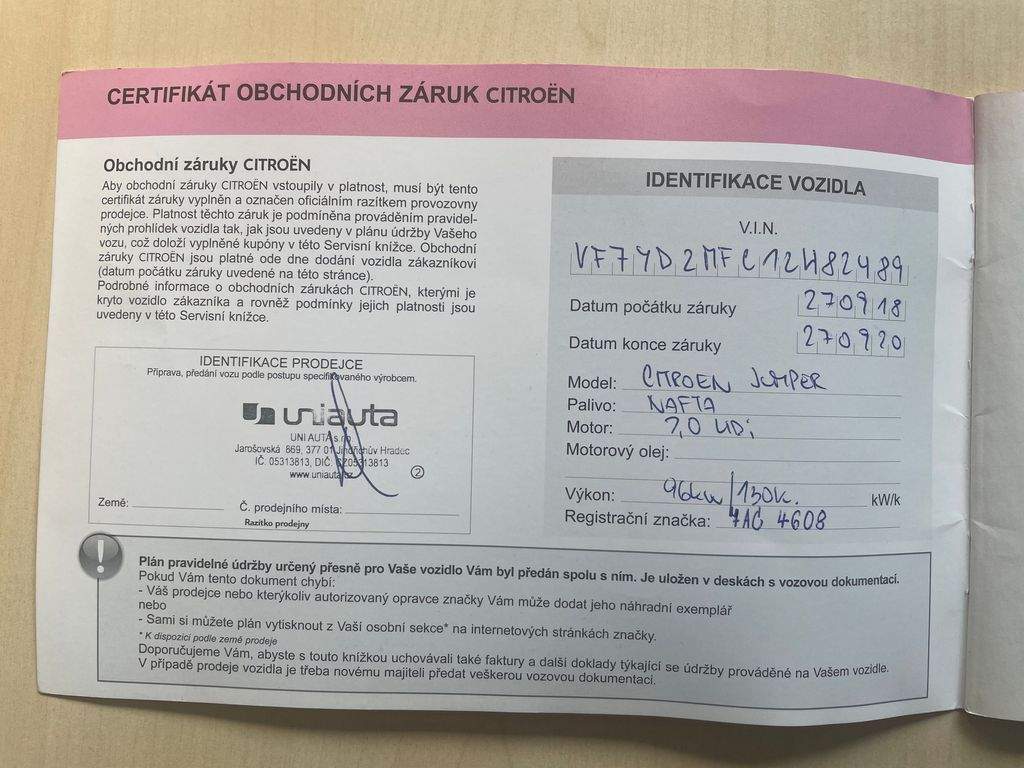 CERTIFIKÁT OBCHODNÍCH ZÁRUK CITROËN
Obchodní záruky CITROËN
Aby obchodní záruky CITROËN vstoupily v platnost, musí být tento
certifikát záruky vyplněn a označen oficiálním razítkem provozovny
prodejce. Platnost těchto záruk je podmíněna prováděním pravidel-
ných prohlídek vozidla tak, jak jsou uvedeny v plánu údržby Vašeho
vozu, což doloží vyplněné kupóny v této Servisní knížce. Obchodní
záruky CITROËN jsou platné ode dne dodání vozidla zákazníkovi
(datum počátku záruky uvedené na této stránce).
Podrobné informace o obchodních zárukách CITROËN, kterými je
kryto vozidlo zákazníka a rovněž podmínky jejich platnosti jsou
uvedeny v této Servisní knížce.
IDENTIFIKACE PRODEJCE
Příprava, předání vozu podle postupu specifikovaného výrobcem.
uniauta
UNI AUTA s.r.o.
Jarošovská 869, 377 01 Jindřichův Hradec
IČ. 05313813, DIČ. CZ05313813
www.uniauta.cz
2
Země:
Č. prodejního místa:
Razítko prodejny
IDENTIFIKACE VOZIDLA
V.I.N.
VF7YD2MFC12H82489
Datum počátku záruky 270918
Datum konce záruky 270920
Model: CITROEN JUMPER
Palivo: NAFTA
Motor: 2,0 HDi
Motorový olej:
Výkon: 96kw/130k. kW/k
Registrační značka: 7AC 4608
!
Plán pravidelné údržby určený přesně pro Vaše vozidlo Vám byl předán spolu s ním. Je uložen v deskách s vozovou dokumentací.
Pokud Vám tento dokument chybí:
- Váš prodejce nebo kterýkoliv autorizovaný opravce značky Vám může dodat jeho náhradní exemplář
nebo
- Sami si můžete plán vytisknout z Vaší osobní sekce* na internetových stránkách značky.
* K dispozici podle země prodeje
Doporučujeme Vám, abyste s touto knížkou uchovávali také faktury a další doklady týkající se údržby prováděné na Vašem vozidle.
V případě prodeje vozidla je třeba novému majiteli předat veškerou vozovou dokumentaci.